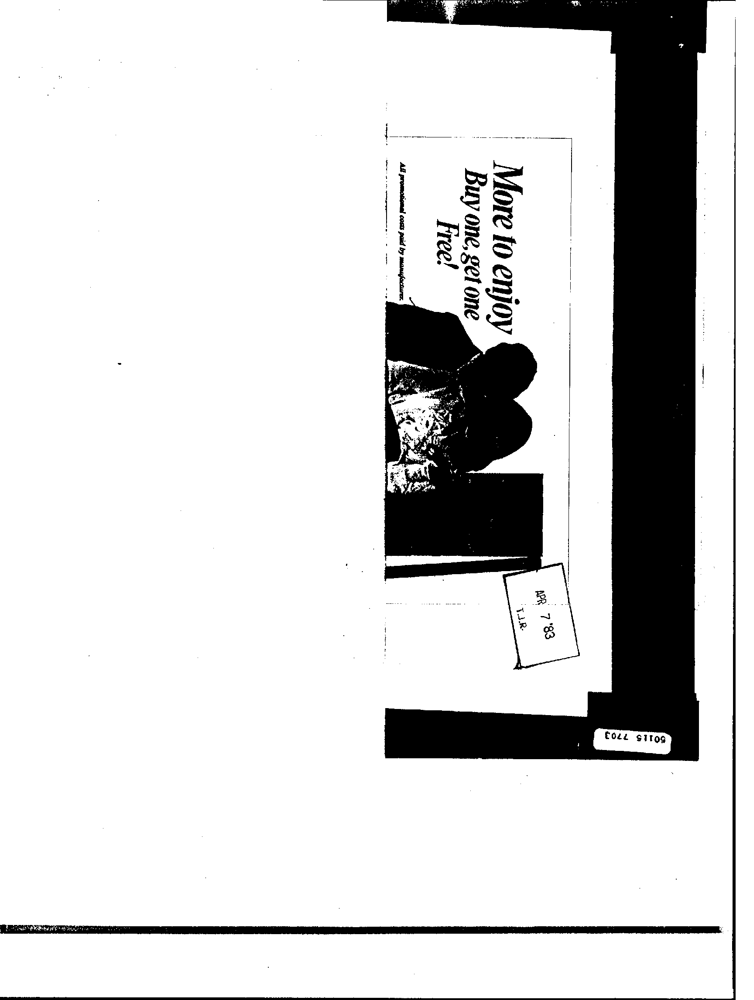 More to enjoy
Buy one, get one
Free!
All promotional costs paid by manufacturer.
APR 7 '83
T.J.R.
50115 7703